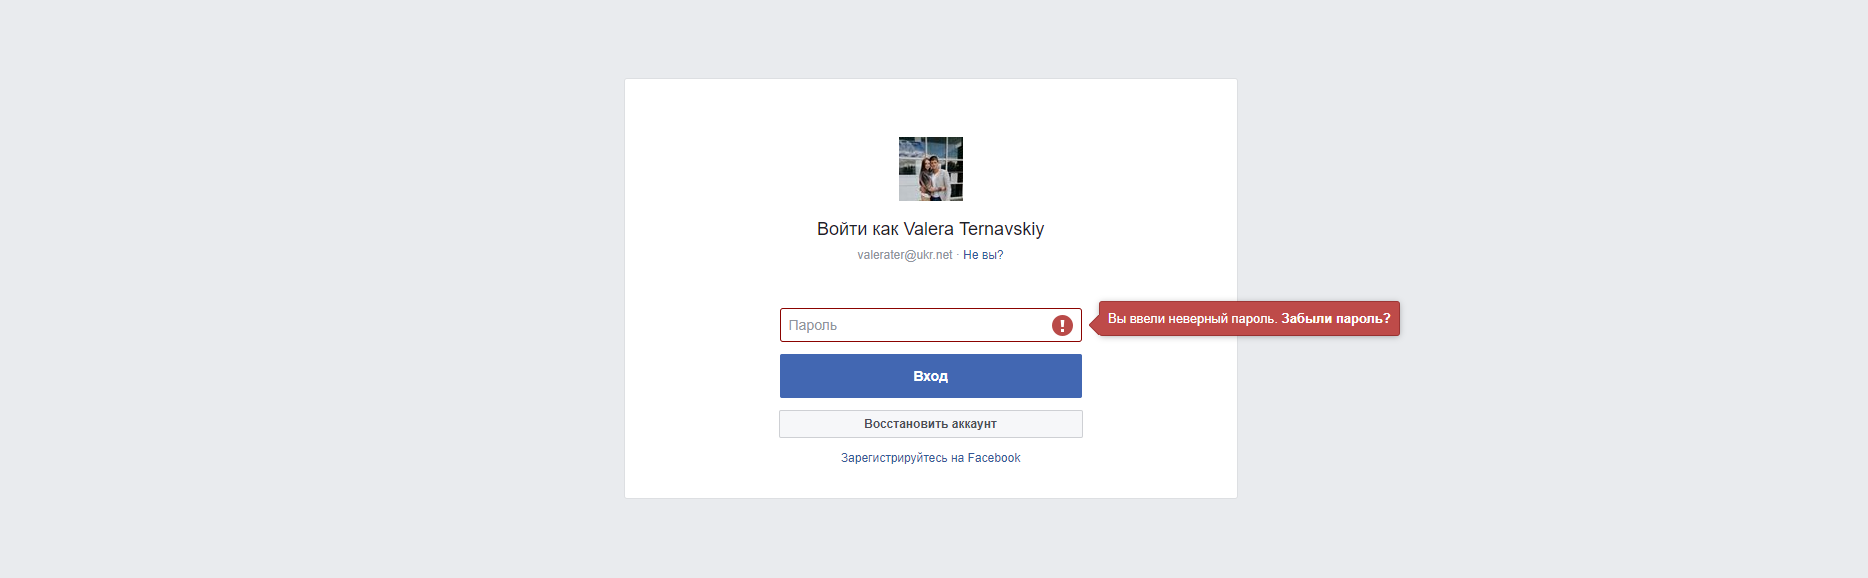 Войти как Valera Ternavskiy
valerater@ukr.net · Не вы?
Пароль
Вы ввели неверный пароль. Забыли пароль?
Вход
Восстановить аккаунт
Зарегистрируйтесь на Facebook